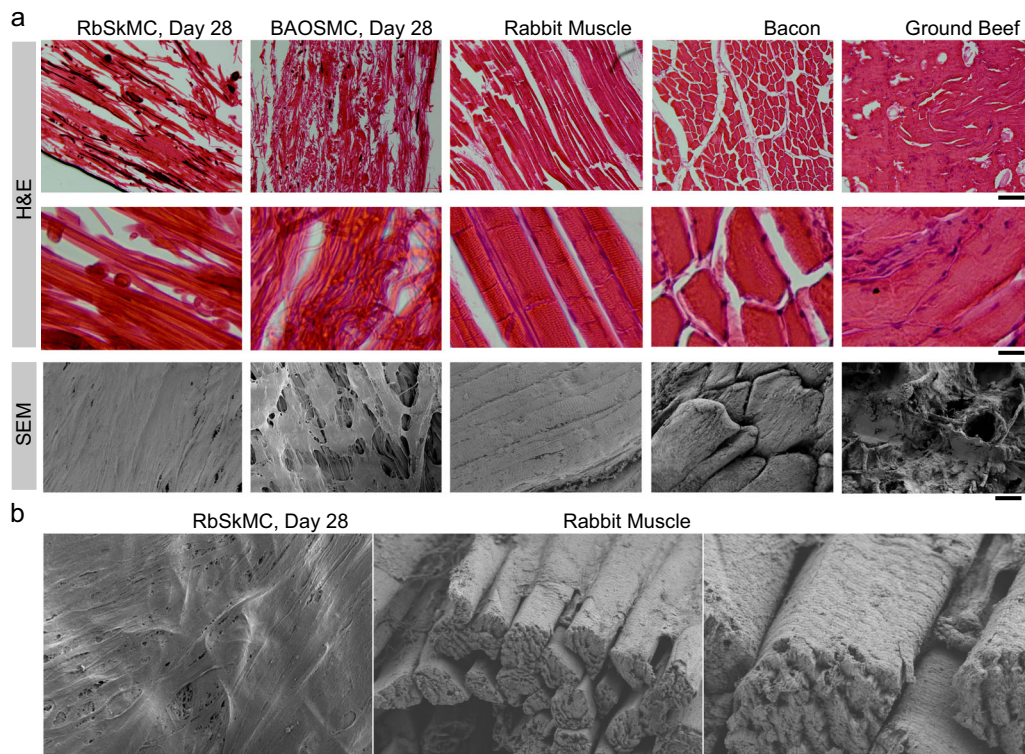 a
RbSkMC, Day 28 BAOSMC, Day 28 Rabbit Muscle Bacon Ground Beef
H&E
SEM
b
RbSkMC, Day 28 Rabbit Muscle